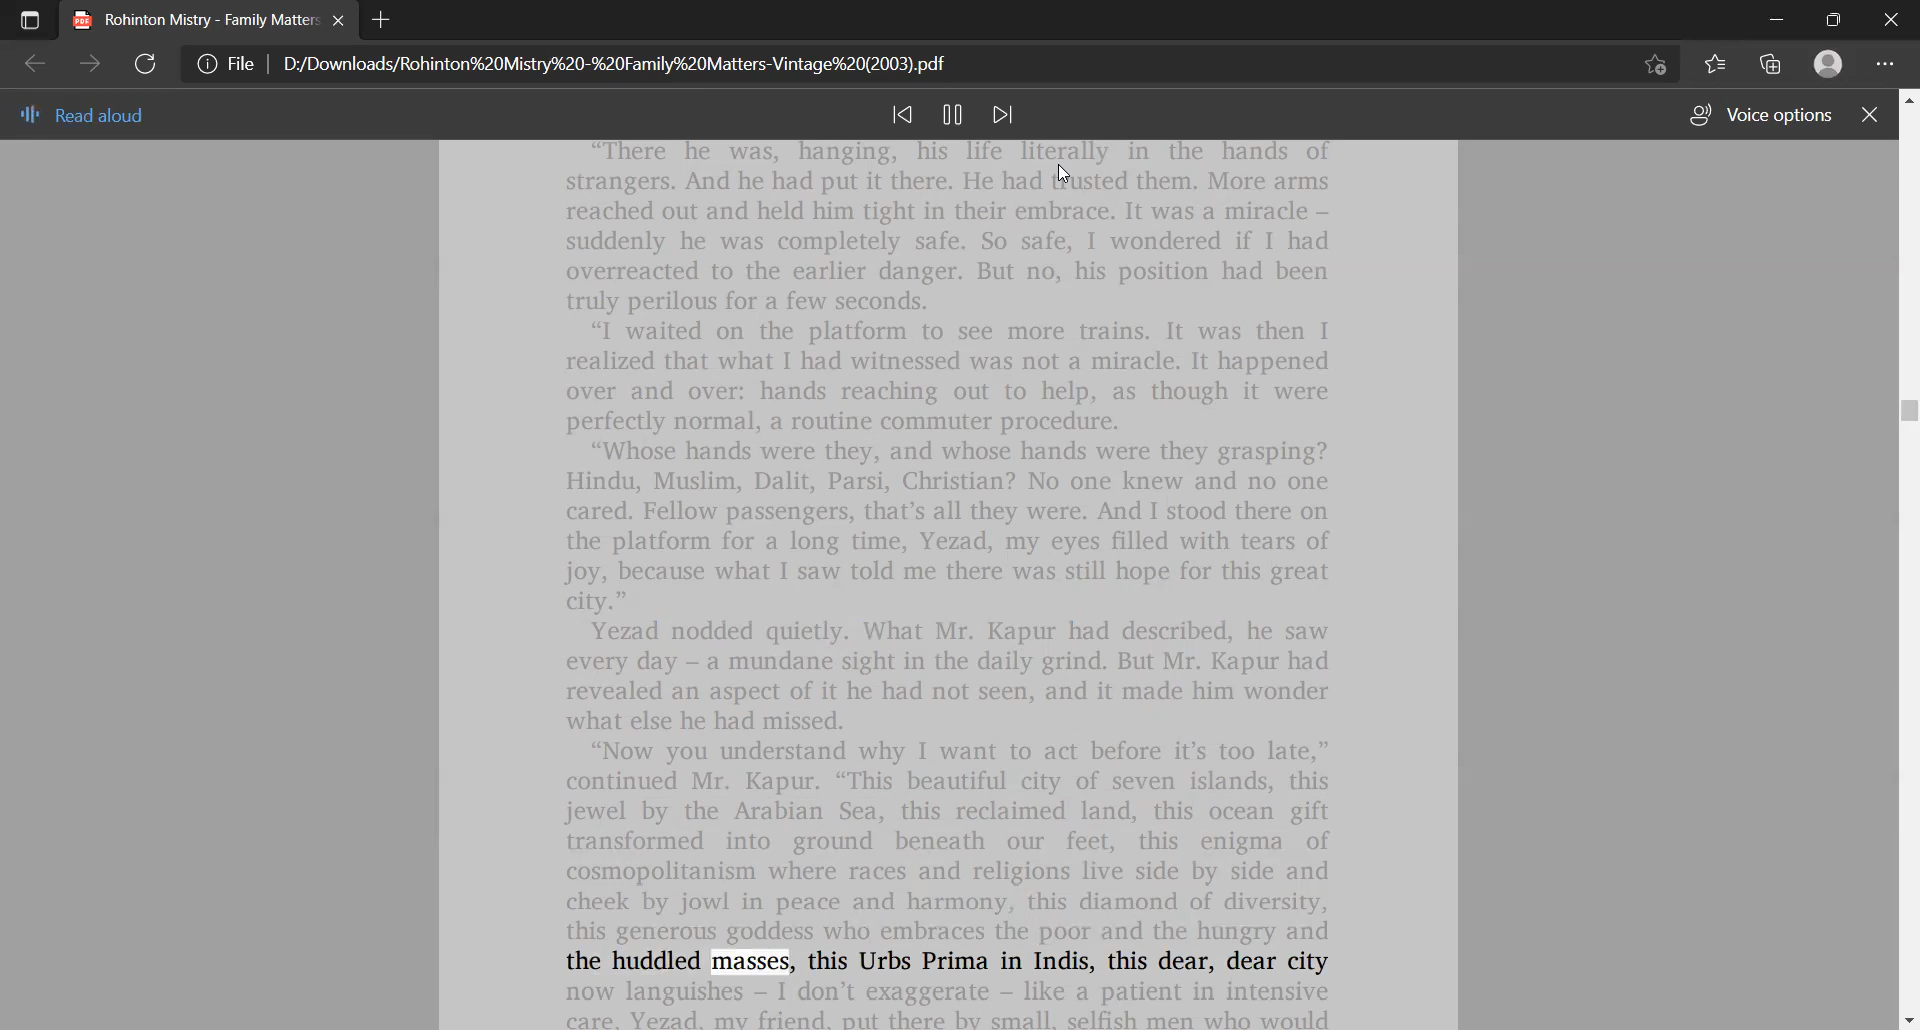 Rohinton Mistry - Family Matters
File
D:/Downloads/Rohinton%20Mistry%20-%20Family%20Matters-Vintage%20(2003).pdf
Read aloud
Voice options
“There he was, hanging, his life literally in the hands of
strangers. And he had put it there. He had trusted them. More arms
reached out and held him tight in their embrace. It was a miracle –
suddenly he was completely safe. So safe, I wondered if I had
overreacted to the earlier danger. But no, his position had been
truly perilous for a few seconds.
“I waited on the platform to see more trains. It was then I
realized that what I had witnessed was not a miracle. It happened
over and over: hands reaching out to help, as though it were
perfectly normal, a routine commuter procedure.
“Whose hands were they, and whose hands were they grasping?
Hindu, Muslim, Dalit, Parsi, Christian? No one knew and no one
cared. Fellow passengers, that’s all they were. And I stood there on
the platform for a long time, Yezad, my eyes filled with tears of
joy, because what I saw told me there was still hope for this great
city.”
Yezad nodded quietly. What Mr. Kapur had described, he saw
every day – a mundane sight in the daily grind. But Mr. Kapur had
revealed an aspect of it he had not seen, and it made him wonder
what else he had missed.
“Now you understand why I want to act before it’s too late,”
continued Mr. Kapur. “This beautiful city of seven islands, this
jewel by the Arabian Sea, this reclaimed land, this ocean gift
transformed into ground beneath our feet, this enigma of
cosmopolitanism where races and religions live side by side and
cheek by jowl in peace and harmony, this diamond of diversity,
this generous goddess who embraces the poor and the hungry and
the huddled masses, this Urbs Prima in Indis, this dear, dear city
now languishes – I don’t exaggerate – like a patient in intensive
care, Yezad, my friend, put there by small, selfish men who would